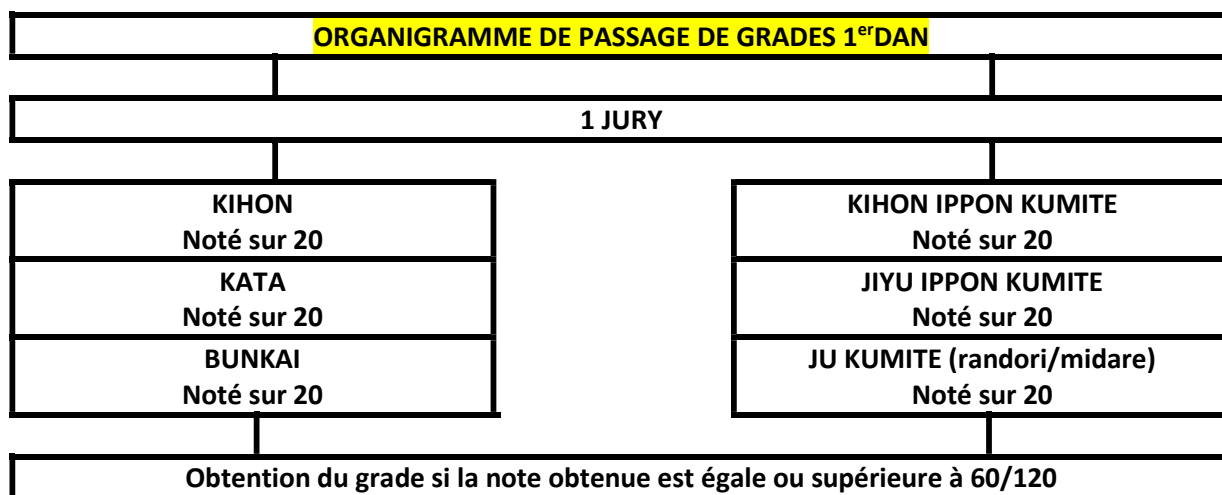 ORGANIGRAMME DE PASSAGE DE GRADES 1erDAN
1 JURY
KIHON
Noté sur 20
KATA
Noté sur 20
BUNKAI
Noté sur 20
KIHON IPPON KUMITE
Noté sur 20
JIYU IPPON KUMITE
Noté sur 20
JU KUMITE (randori/midare)
Noté sur 20
Obtention du grade si la note obtenue est égale ou supérieure à 60/120